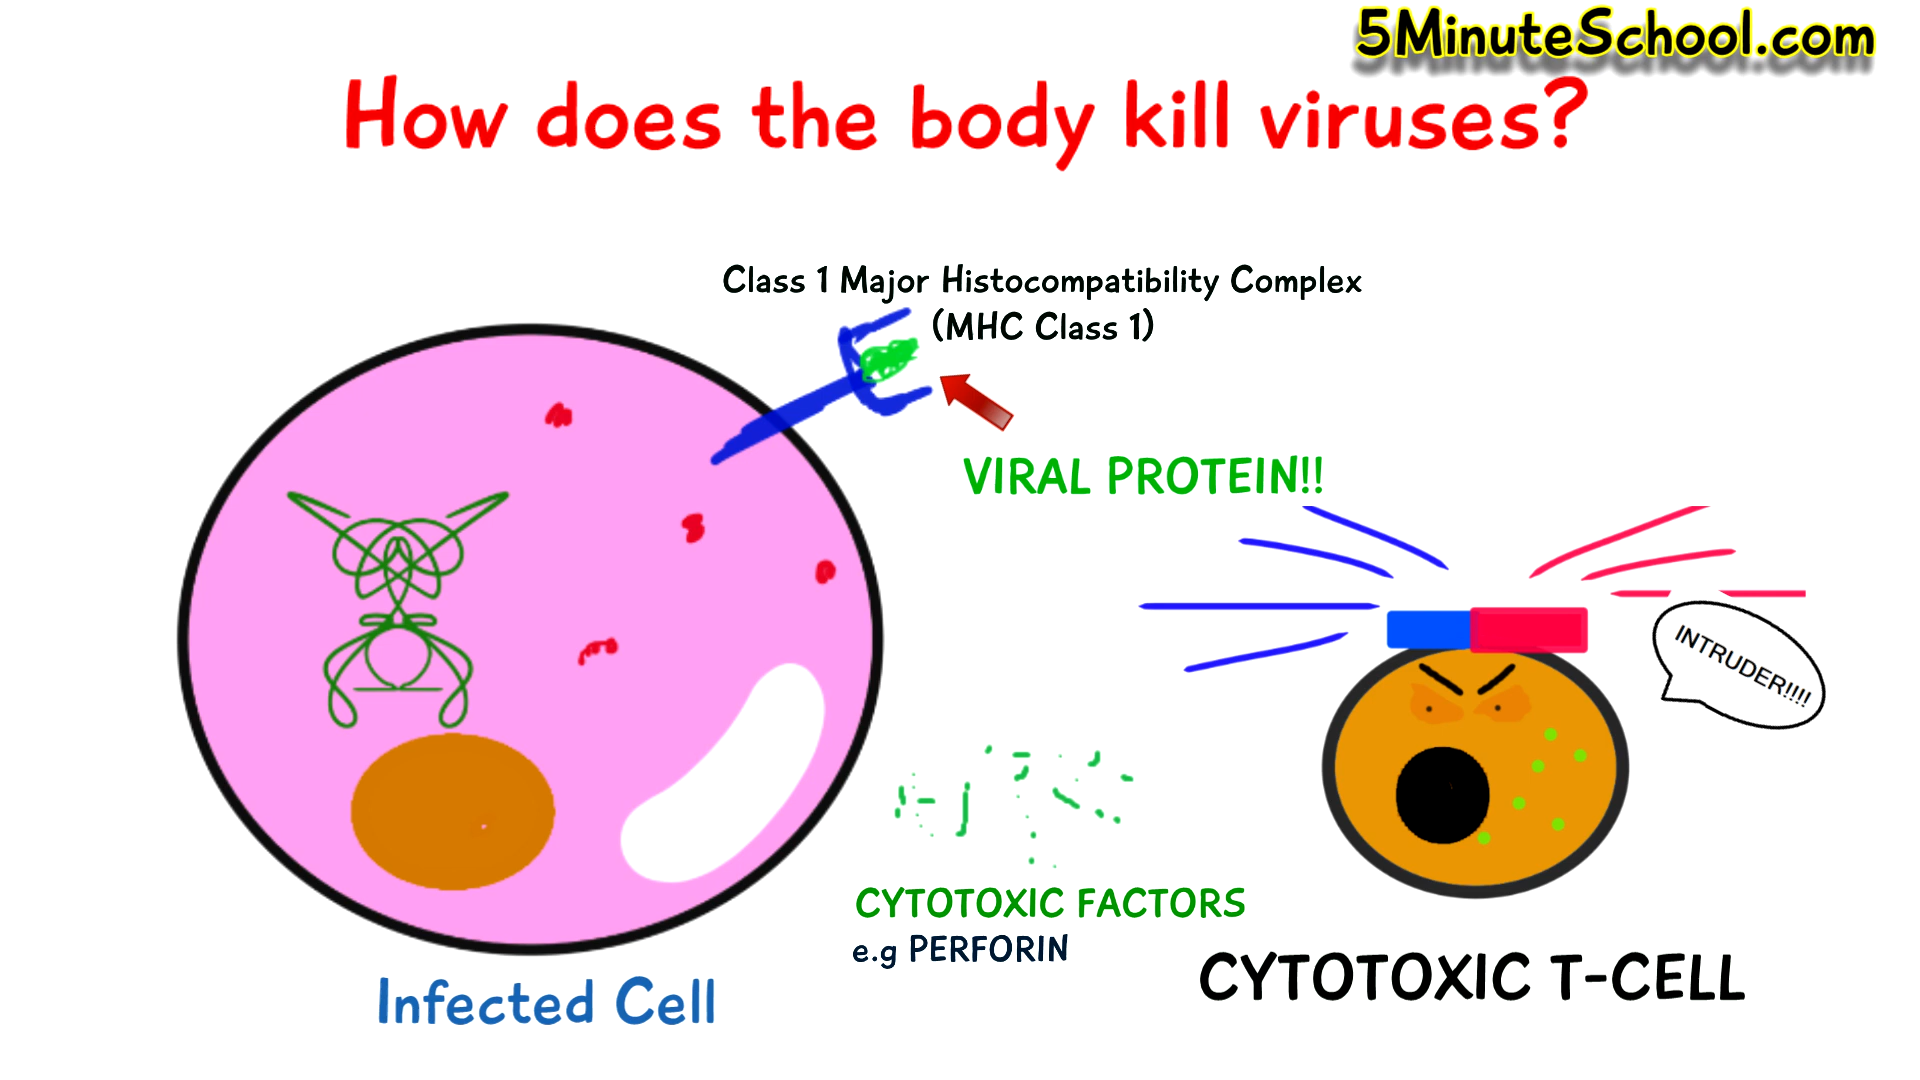 5MinuteSchool.com
How does the body kill viruses?
Class 1 Major Histocompatibility Complex
(MHC Class 1)
VIRAL PROTEIN!!
INTRUDER!!!!
CYTOTOXIC FACTORS
e.g PERFORIN
CYTOTOXIC T-CELL
Infected Cell